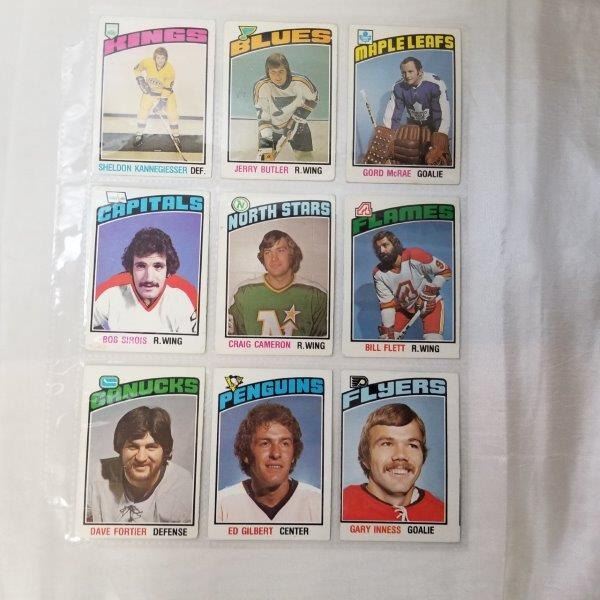 KINGS
SHELDON KANNEGIESSER DEF.
BLUES
JERRY BUTLER R.WING
MAPLE LEAFS
GORD McRAE GOALIE
CAPITALS
BOB SIROIS R.WING
NORTH STARS
CRAIG CAMERON R.WING
FLAMES
BILL FLETT R.WING
CANUCKS
DAVE FORTIER DEFENSE
PENGUINS
ED GILBERT CENTER
FLYERS
GARY INNESS GOALIE